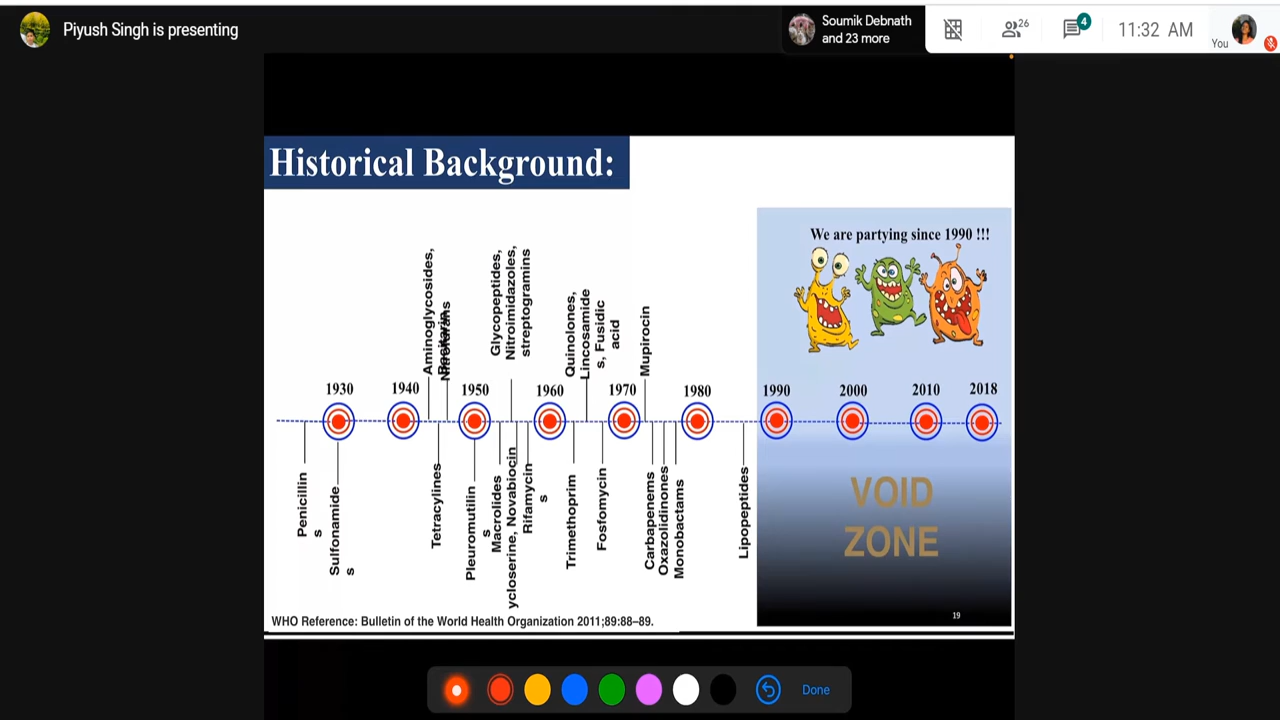 Piyush Singh is presenting
Soumik Debnath
and 23 more
26
4
11:32 AM
You
Historical Background:
We are partying since 1990 !!!
Aminoglycosides,
Nitrofurans
Glycopeptides,
Nitroimidazoles,
streptogramins
Quinolones,
Lincosamide
s, Fusidic
acid
Mupirocin
1930
1940
1950
1960
1970
1980
1990
2000
2010
2018
Penicillin
s
Sulfonamide
s
Tetracylines
Pleuromutilin
s
Macrolides
ycloserine, Novabiocin
Rifamycin
s
Trimethoprim
Fosfomycin
Carbapenems
Oxazolidinones
Monobactams
Lipopeptides
VOID
ZONE
19
WHO Reference: Bulletin of the World Health Organization 2011;89:88–89.
Done